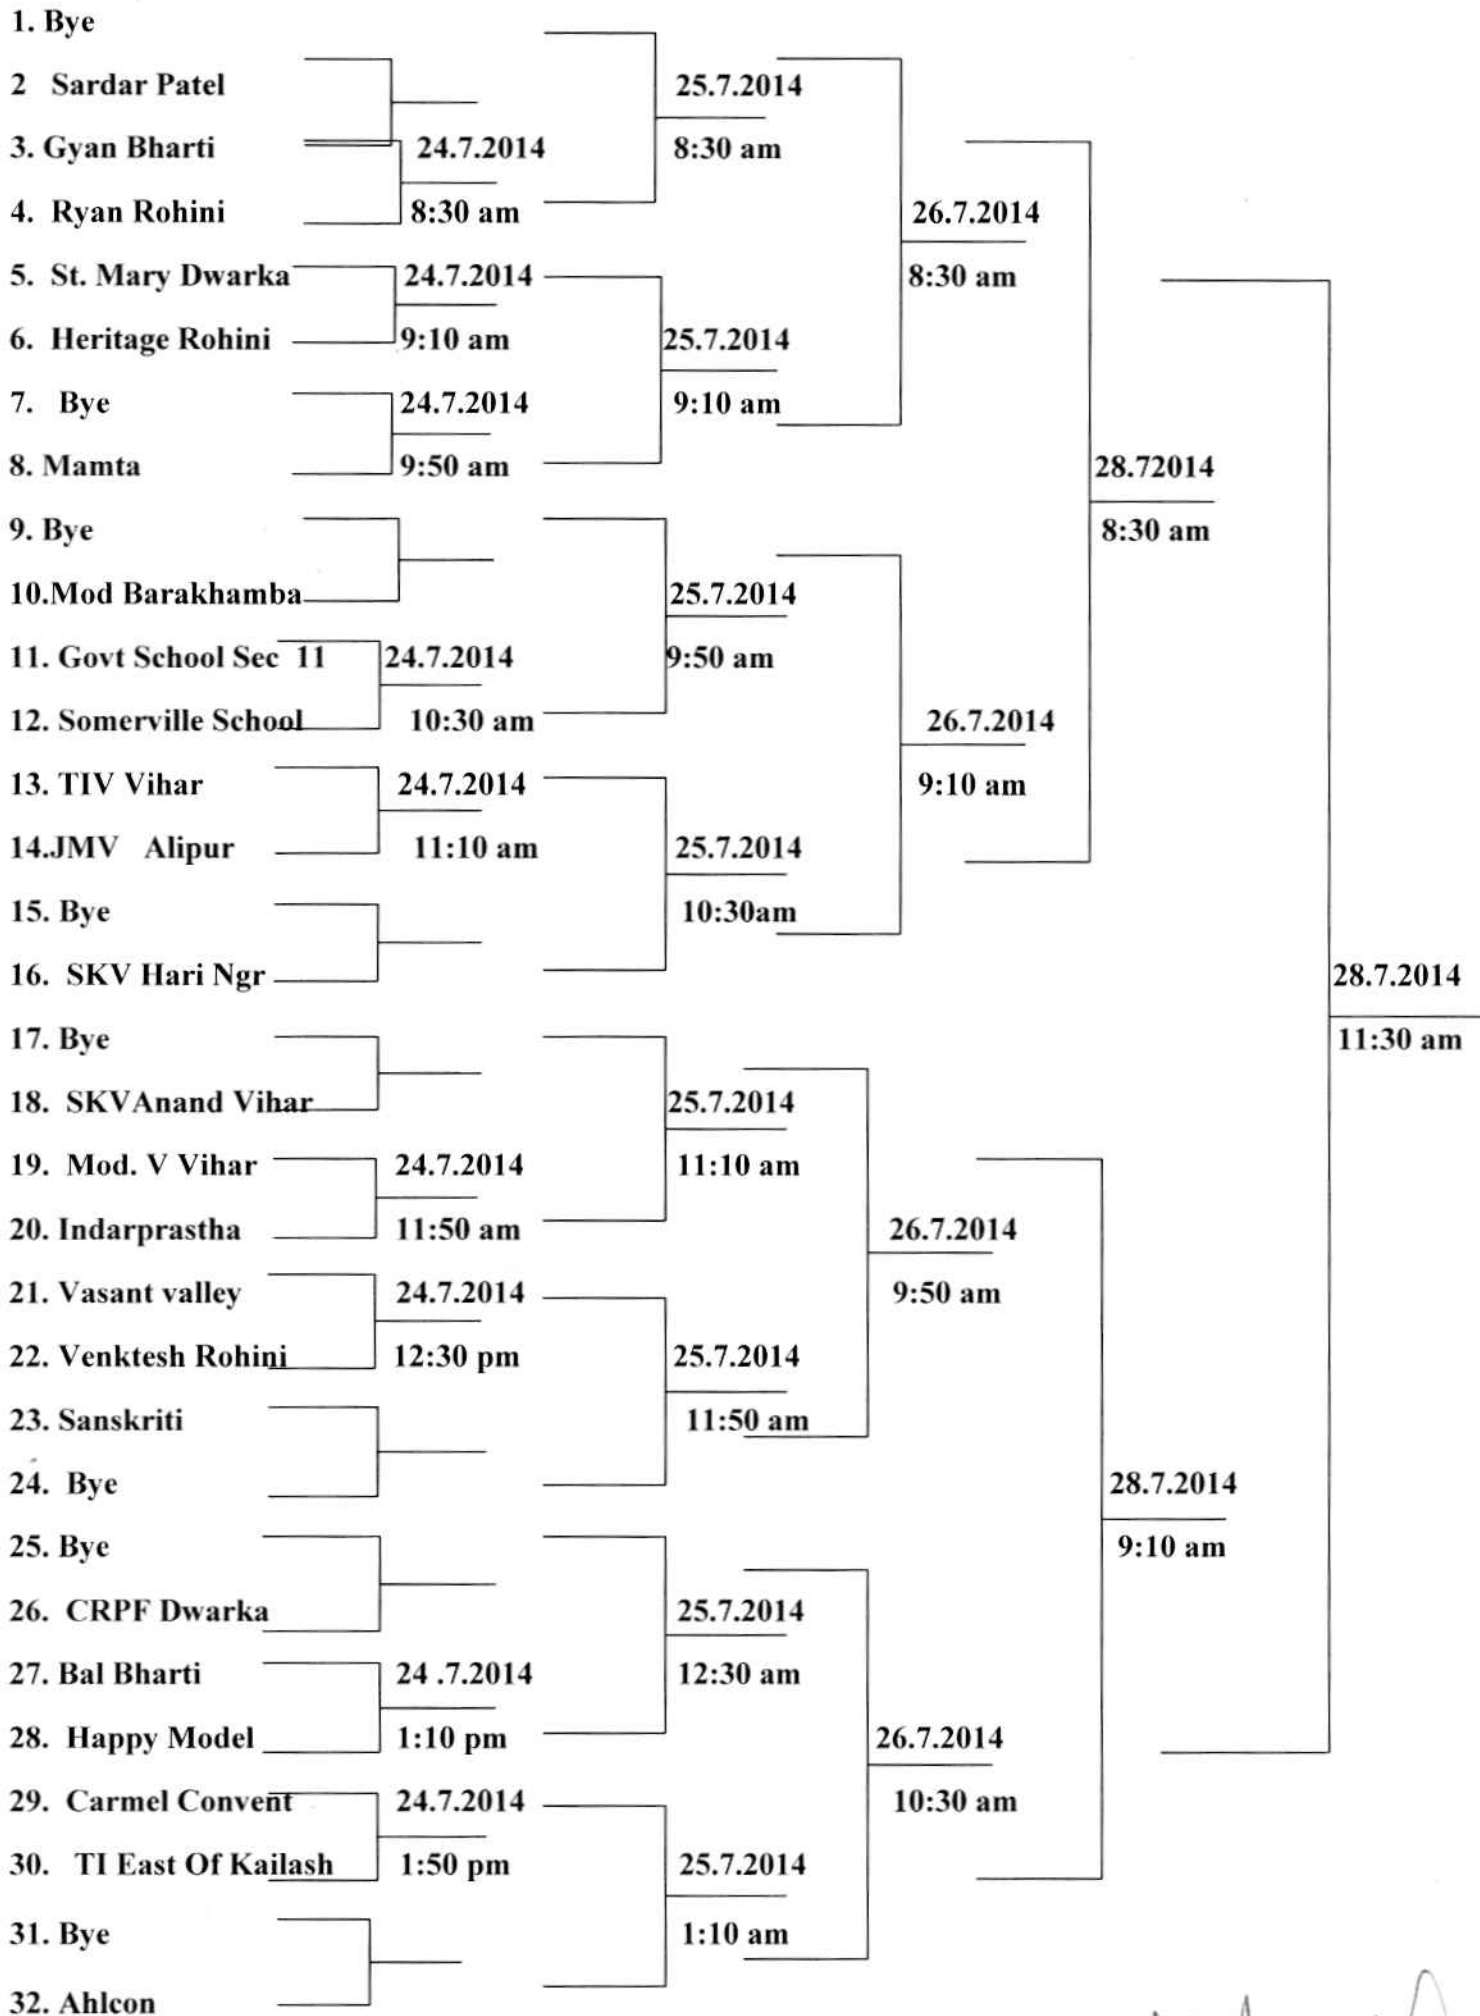 1. Bye
2 Sardar Patel 25.7.2014
3. Gyan Bharti 24.7.2014 8:30 am
4. Ryan Rohini 8:30 am 26.7.2014
5. St. Mary Dwarka 24.7.2014 8:30 am
6. Heritage Rohini 9:10 am 25.7.2014
7. Bye 24.7.2014 9:10 am
8. Mamta 9:50 am 28.72014
9. Bye 8:30 am
10.Mod Barakhamba 25.7.2014
11. Govt School Sec 11 24.7.2014 9:50 am
12. Somerville School 10:30 am 26.7.2014
13. TIV Vihar 24.7.2014 9:10 am
14.JMV Alipur 11:10 am 25.7.2014
15. Bye 10:30am
16. SKV Hari Ngr 28.7.2014
17. Bye 11:30 am
18. SKVAnand Vihar 25.7.2014
19. Mod. V Vihar 24.7.2014 11:10 am
20. Indarprastha 11:50 am 26.7.2014
21. Vasant valley 24.7.2014 9:50 am
22. Venktesh Rohini 12:30 pm 25.7.2014
23. Sanskriti 11:50 am
24. Bye 28.7.2014
25. Bye 9:10 am
26. CRPF Dwarka 25.7.2014
27. Bal Bharti 24 .7.2014 12:30 am
28. Happy Model 1:10 pm 26.7.2014
29. Carmel Convent 24.7.2014 10:30 am
30. TI East Of Kailash 1:50 pm 25.7.2014
31. Bye 1:10 am
32. Ahlcon